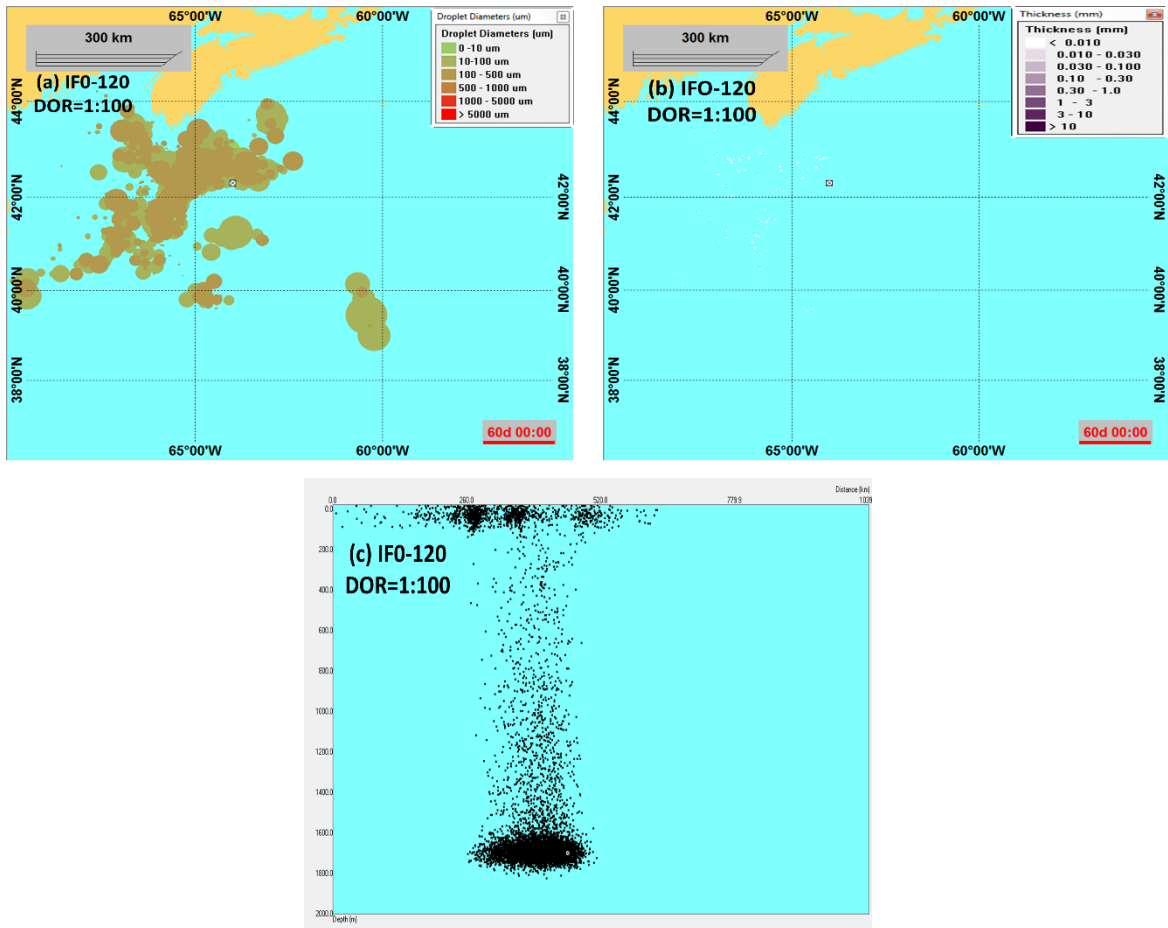 65°00'W 60°00'W
300 km
(a) IF0-120
DOR=1:100
Droplet Diameters (um)
Droplet Diameters (um)
0 -10 um
10-100 um
100 - 500 um
500 - 1000 um
1000 - 5000 um
> 5000 um
44°00'N
42°00'N 42°00'N
40°00'N 40°00'N
38°00'N 38°00'N
60d 00:00
65°00'W 60°00'W
65°00'W 60°00'W
300 km
(b) IFO-120
DOR=1:100
Thickness (mm)
Thickness (mm)
< 0.010
0.010 - 0.030
0.030 - 0.100
0.10 - 0.30
0.30 - 1.0
1 - 3
3 - 10
> 10
44°00'N
42°00'N 42°00'N
40°00'N 40°00'N
38°00'N 38°00'N
60d 00:00
65°00'W 60°00'W
Distance (km)
0.0 260.0 520.0 779.9 1039
0.0
(c) IF0-120
DOR=1:100
200.0
400.0
600.0
800.0
1000.0
1200.0
1400.0
1600.0
1800.0
2000.0
Depth (m)